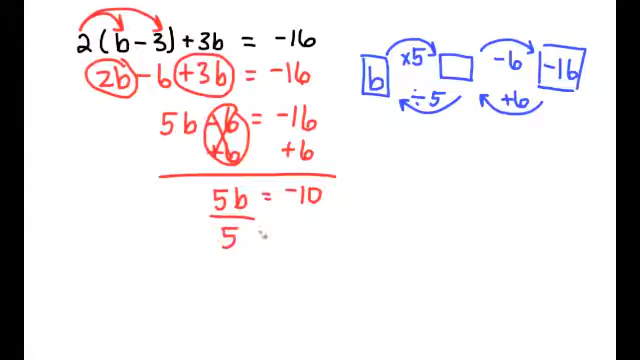 2(b-3)+3b = -16
2b-6+3b = -16
5b -6 = -16
+6 +6
5b = -10
5
b ×5 -6 -16
÷5 +6